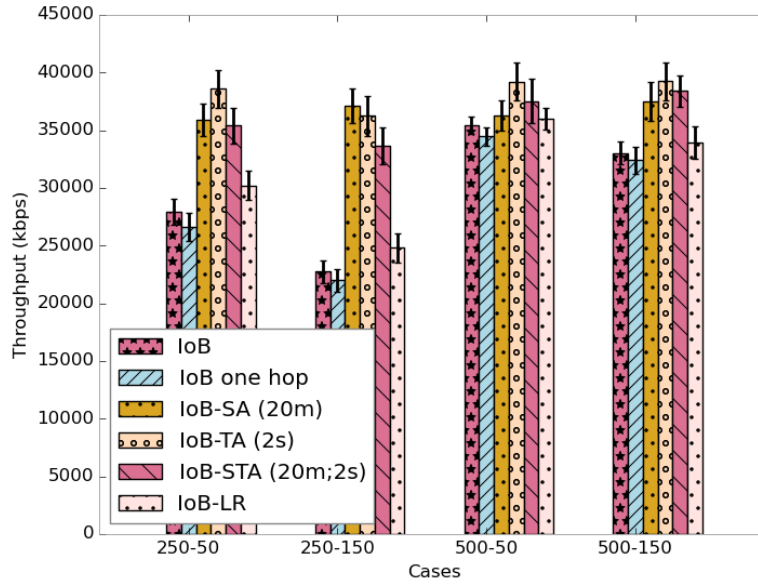 45000
40000
35000
30000
25000
20000
15000
10000
5000
0
Throughput (kbps)
IoB
IoB one hop
IoB-SA (20m)
IoB-TA (2s)
IoB-STA (20m;2s)
IoB-LR
250-50 250-150 500-50 500-150
Cases